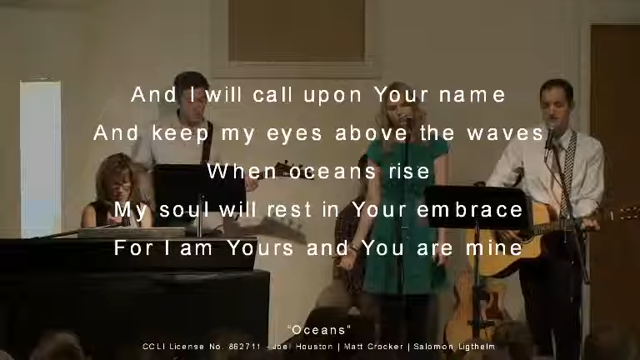 And I will call upon Your name
And keep my eyes above the waves
When oceans rise
My soul will rest in Your embrace
For I am Yours and You are mine
"Oceans"
CCLI License No. 862711 - Joel Houston | Matt Crocker | Salomon Ligthelm